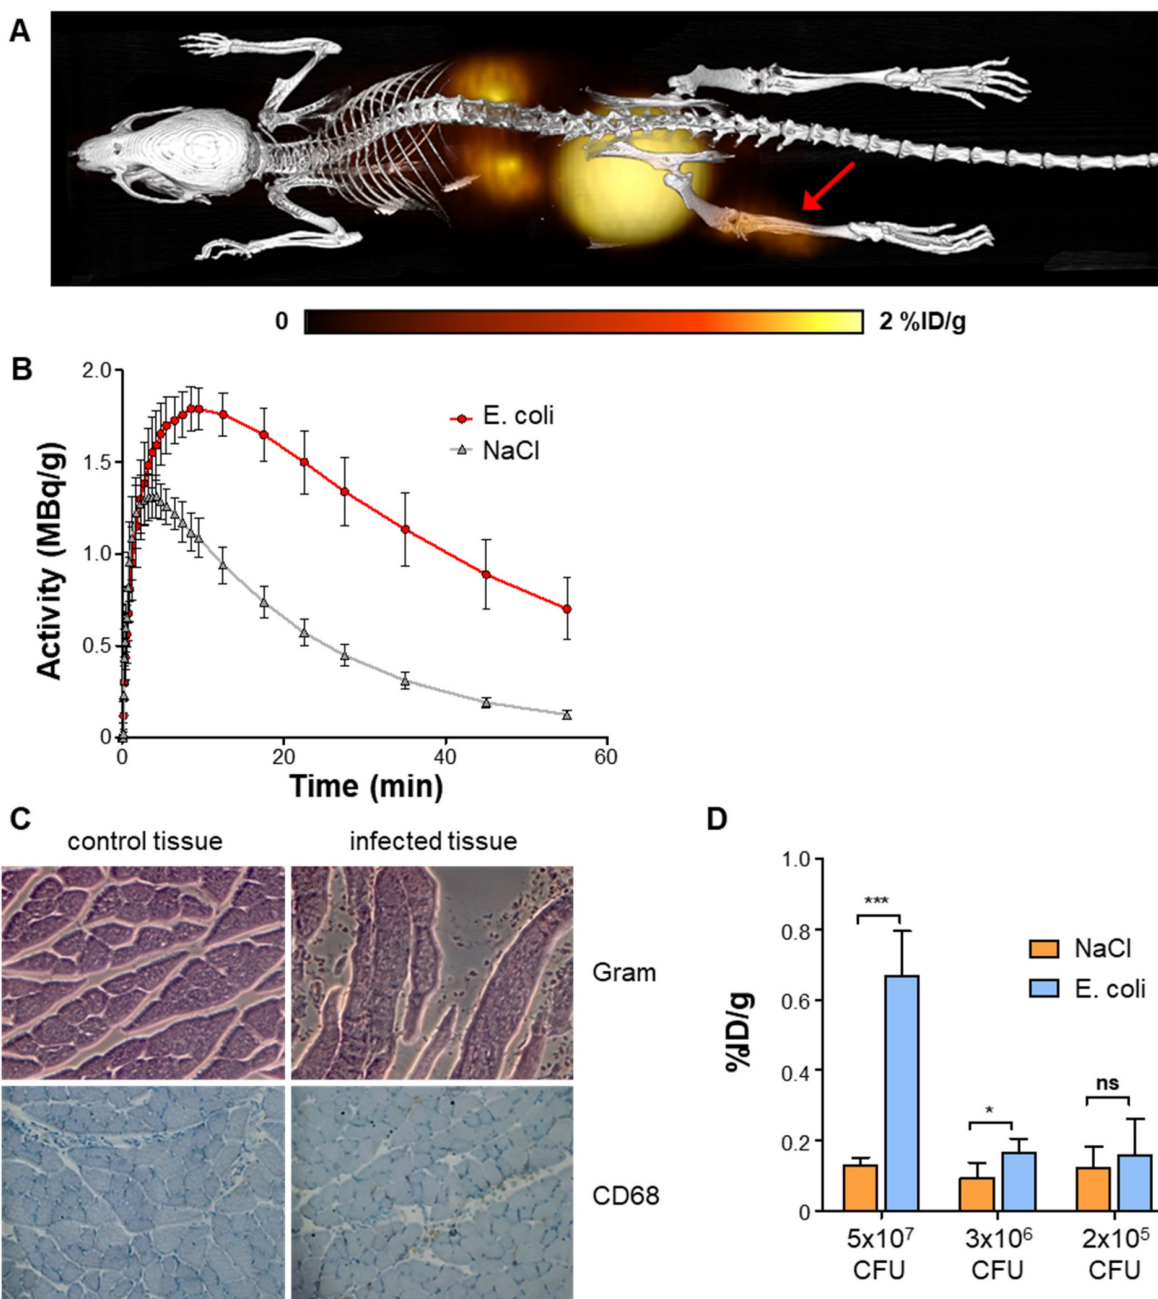 A
0
2 %ID/g
B
Activity (MBq/g)
2.0
1.5
1.0
0.5
0
0
20
40
60
Time (min)
E. coli
NaCl
C
control tissue
infected tissue
Gram
CD68
D
%ID/g
1.0
0.8
0.6
0.4
0.2
0
***
*
ns
NaCl
E. coli
5x10⁷
CFU
3x10⁶
CFU
2x10⁵
CFU